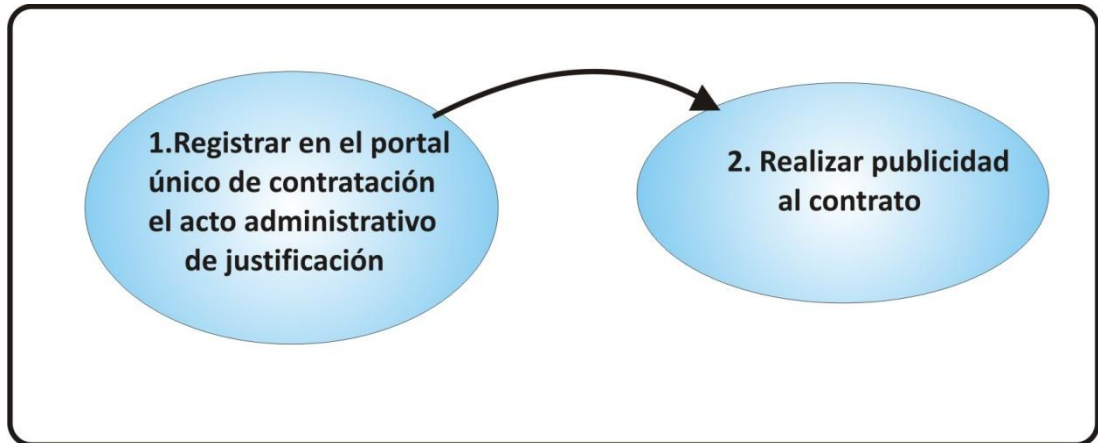 1.Registrar en el portal
único de contratación
el acto administrativo
de justificación
2. Realizar publicidad
al contrato